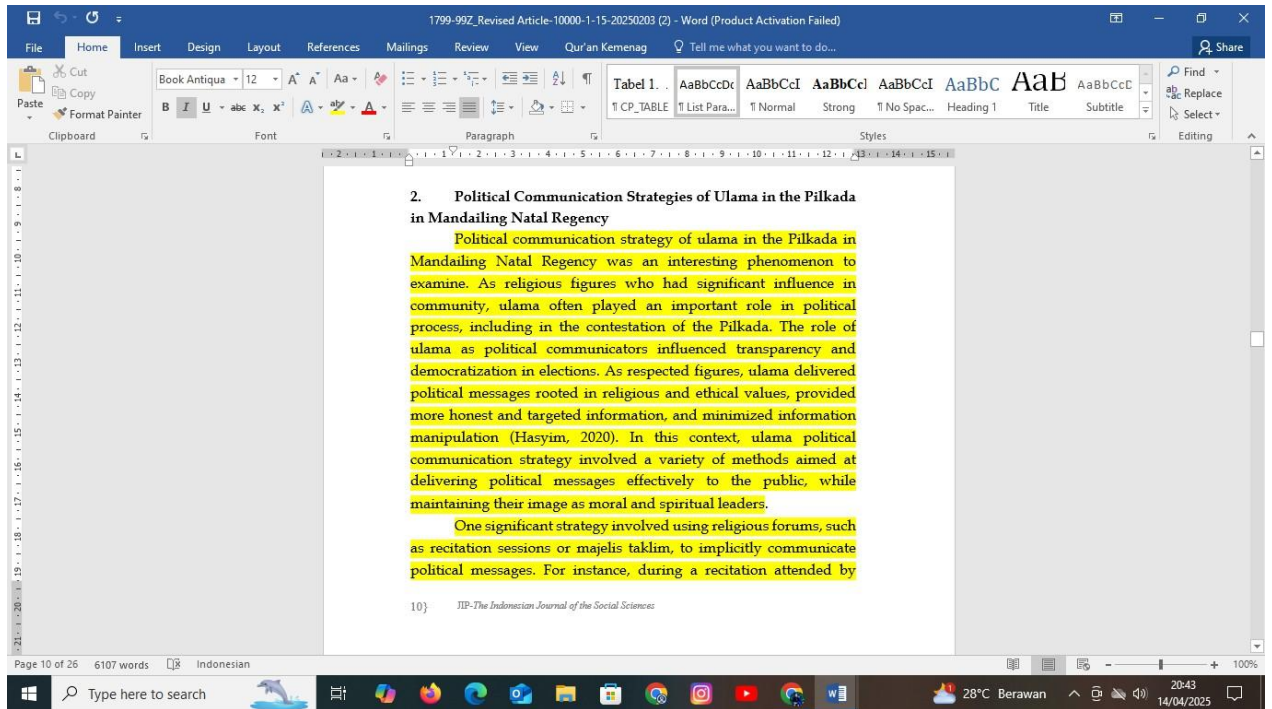 1799-99Z_Revised Article-10000-1-15-20250203 (2) - Word (Product Activation Failed)
File Home Insert Design Layout References Mailings Review View Qur'an Kemenag Tell me what you want to do... Share
Cut
Copy
Format Painter
Paste
Book Antiqua 12
Tabel 1. . AaBbCcDc AaBbCcI AaBbCcI AaBbCcI AaBbC AaB AaBbCcD
¶ CP_TABLE ¶ List Para... ¶ Normal Strong ¶ No Spac... Heading 1 Title Subtitle
Find
Replace
Select
Clipboard Font Paragraph Styles Editing
2. Political Communication Strategies of Ulama in the Pilkada
in Mandailing Natal Regency
Political communication strategy of ulama in the Pilkada in
Mandailing Natal Regency was an interesting phenomenon to
examine. As religious figures who had significant influence in
community, ulama often played an important role in political
process, including in the contestation of the Pilkada. The role of
ulama as political communicators influenced transparency and
democratization in elections. As respected figures, ulama delivered
political messages rooted in religious and ethical values, provided
more honest and targeted information, and minimized information
manipulation (Hasyim, 2020). In this context, ulama political
communication strategy involved a variety of methods aimed at
delivering political messages effectively to the public, while
maintaining their image as moral and spiritual leaders.
One significant strategy involved using religious forums, such
as recitation sessions or majelis taklim, to implicitly communicate
political messages. For instance, during a recitation attended by
10} JIP-The Indonesian Journal of the Social Sciences
Page 10 of 26 6107 words Indonesian 100%
Type here to search 28°C Berawan 20:43
14/04/2025